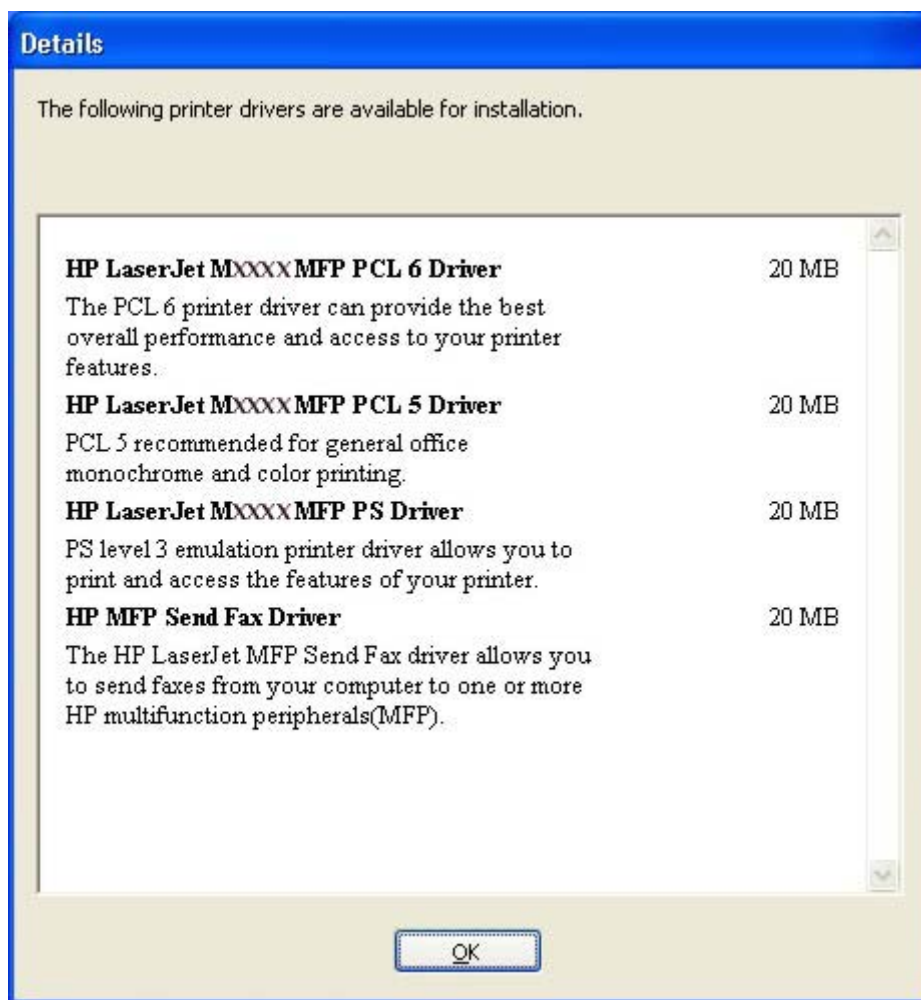 Details
The following printer drivers are available for installation.
HP LaserJet MXXXX MFP PCL 6 Driver 20 MB
The PCL 6 printer driver can provide the best
overall performance and access to your printer
features.
HP LaserJet MXXXX MFP PCL 5 Driver 20 MB
PCL 5 recommended for general office
monochrome and color printing.
HP LaserJet MXXXX MFP PS Driver 20 MB
PS level 3 emulation printer driver allows you to
print and access the features of your printer.
HP MFP Send Fax Driver 20 MB
The HP LaserJet MFP Send Fax driver allows you
to send faxes from your computer to one or more
HP multifunction peripherals(MFP).
OK